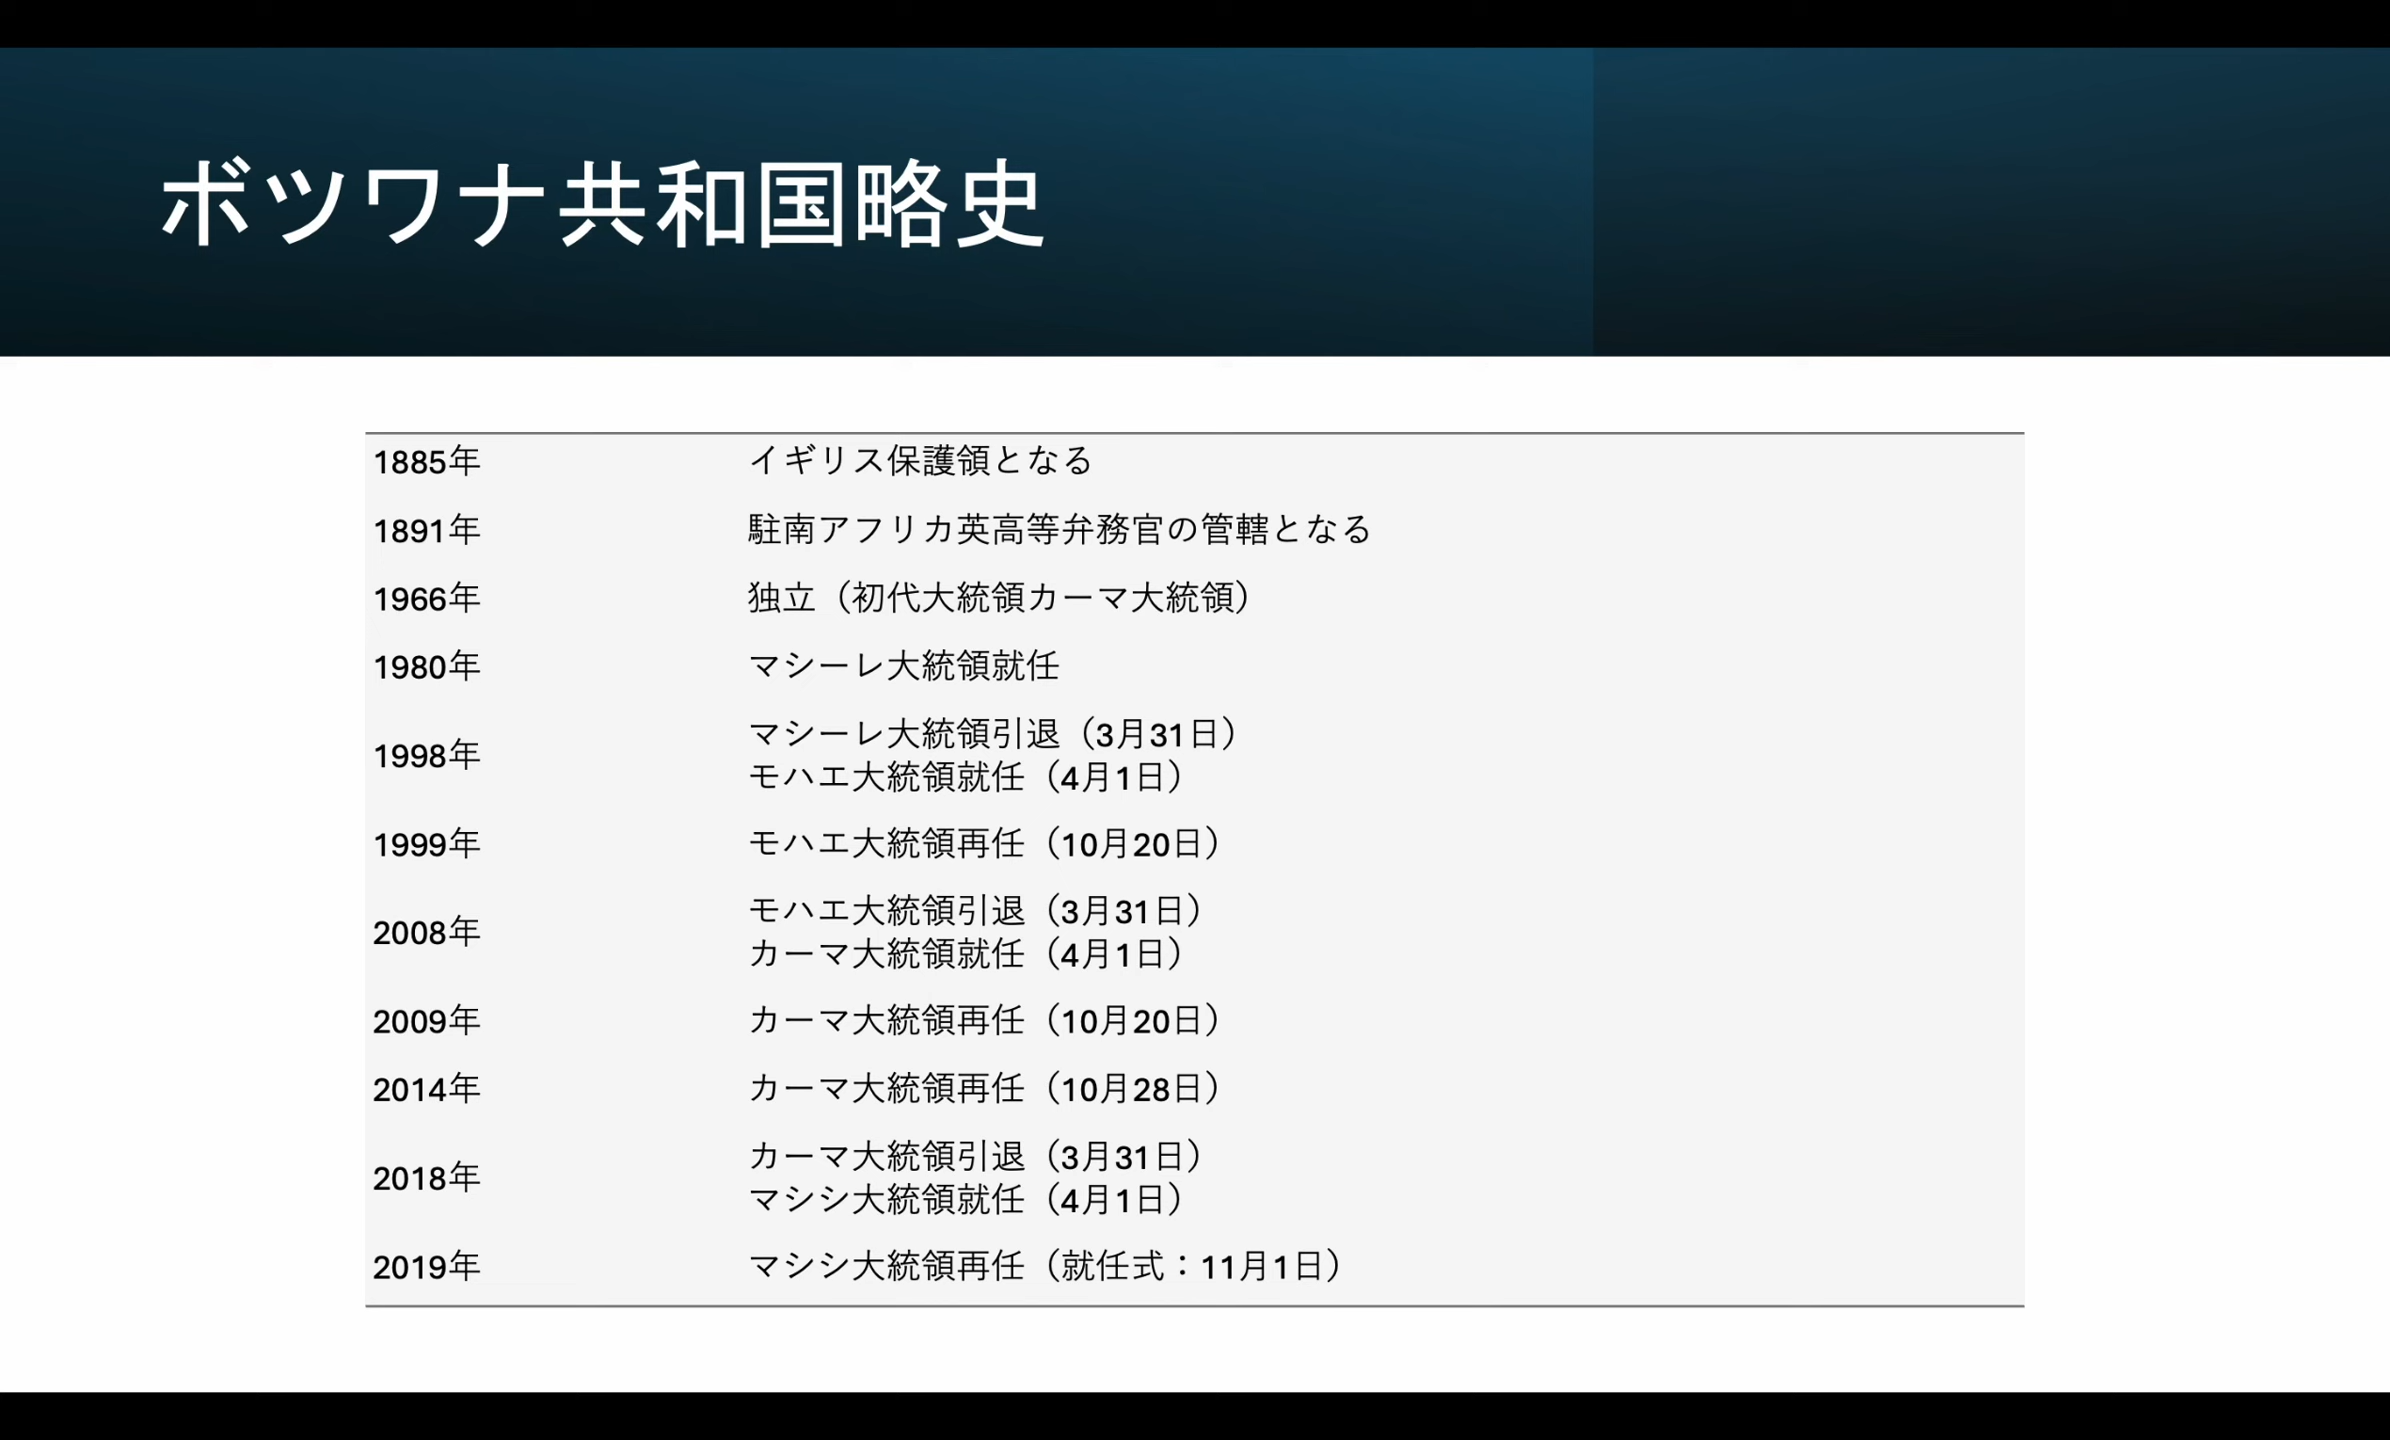 ボツワナ共和国略史
1885年 イギリス保護領となる
1891年 駐南アフリカ英高等弁務官の管轄となる
1966年 独立（初代大統領カーマ大統領）
1980年 マシーレ大統領就任
1998年 マシーレ大統領引退（3月31日）
モハエ大統領就任（4月1日）
1999年 モハエ大統領再任（10月20日）
2008年 モハエ大統領引退（3月31日）
カーマ大統領就任（4月1日）
2009年 カーマ大統領再任（10月20日）
2014年 カーマ大統領再任（10月28日）
2018年 カーマ大統領引退（3月31日）
マシシ大統領就任（4月1日）
2019年 マシシ大統領再任（就任式：11月1日）